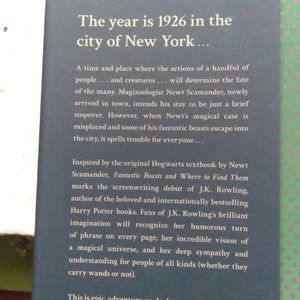 The year is 1926 in the
city of New York...
A time and place where the actions of a handful of
people . . . and creatures . . . will determine the fate
of the many. Magizoologist Newt Scamander, newly
arrived in town, intends his stay to be just a brief
stopover. However, when Newt's magical case is
misplaced and some of his fantastic beasts escape into
the city, it spells trouble for everyone . . .
Inspired by the original Hogwarts textbook by Newt
Scamander, Fantastic Beasts and Where to Find Them
marks the screenwriting debut of J.K. Rowling,
author of the beloved and internationally bestselling
Harry Potter books. Fans of J.K. Rowling's brilliant
imagination will recognize her humorous turn
of phrase on every page, her incredible vision of
a magical universe, and her deep sympathy and
understanding for people of all kinds (whether they
carry wands or not).
This is epic adventure